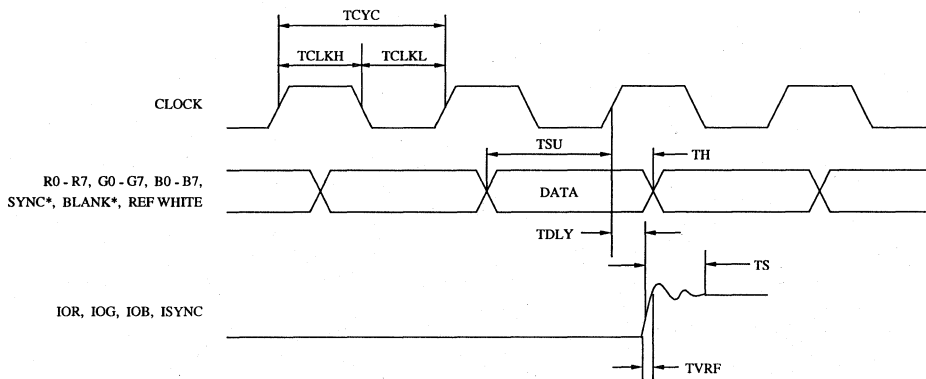 TCYC
TCLKH
TCLKL
CLOCK
TSU
TH
R0 - R7, G0 - G7, B0 - B7,
SYNC*, BLANK*, REF WHITE
DATA
TDLY
TS
IOR, IOG, IOB, ISYNC
TVRF